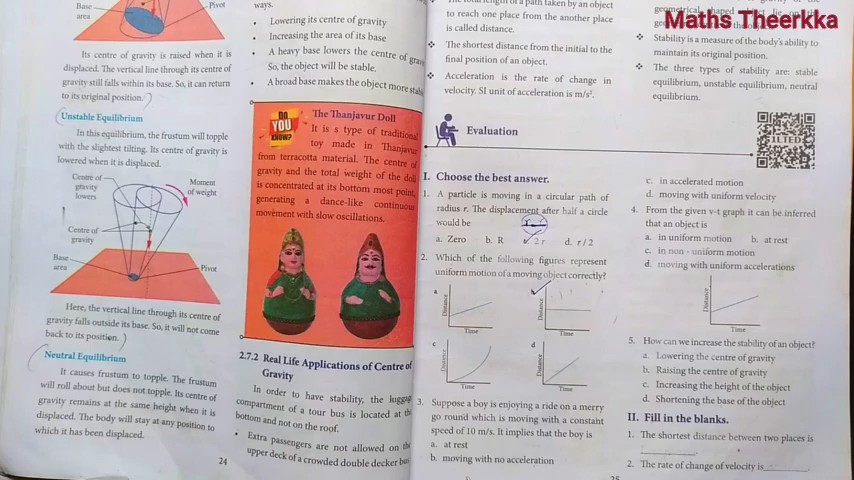 Base
area
Pivot
Its centre of gravity is raised when it is
displaced. The vertical line through its centre of
gravity still falls within its base. So, it can return
to its original position.
Unstable Equilibrium
In this equilibrium, the frustum will topple
with the slightest tilting. Its centre of gravity is
lowered when it is displaced.
Centre of
gravity
lowers
Moment
of weight
Centre of
gravity
Base
area
Pivot
Here, the vertical line through its centre of
gravity falls outside its base. So, it will not come
back to its position.
Neutral Equilibrium
It causes frustum to topple. The frustum
will roll about but does not topple. Its centre of
gravity remains at the same height when it is
displaced. The body will stay at any position to
which it has been displaced.
24
ways.
• Lowering its centre of gravity
• Increasing the area of its base
• A heavy base lowers the centre of grav
So, the object will be stable.
• A broad base makes the object more stab
DO
YOU
KNOW?
The Thanjavur Doll
It is s type of traditional
toy made in Thanjavur
from terracotta material. The centre of
gravity and the total weight of the doll
is concentrated at its bottom most point,
generating a dance-like continuous
movement with slow oscillations.
2.7.2 Real Life Applications of Centre of
Gravity
In order to have stability, the luggage
compartment of a tour bus is located at the
bottom and not on the roof.
• Extra passengers are not allowed on the
upper deck of a crowded double decker bus.
length of a path taken by an object
to reach one place from the another place
is called distance.
❖ The shortest distance from the initial to the
final position of an object.
❖ Acceleration is the rate of change in
velocity. SI unit of acceleration is m/s².
Evaluation
I. Choose the best answer.
1. A particle is moving in a circular path of
radius r. The displacement after half a circle
would be
a. Zero b. R c. 2 r d. r / 2
2. Which of the following figures represent
uniform motion of a moving object correctly?
a
Distance
Time
b
Distance
Time
c
Distance
Time
d
Distance
Time
3. Suppose a boy is enjoying a ride on a merry
go round which is moving with a constant
speed of 10 m/s. It implies that the boy is
a. at rest
b. moving with no acceleration
25
Maths Theerkka
❖ Stability is a measure of the body's ability to
maintain its original position.
❖ The three types of stability are: stable
equilibrium, unstable equilibrium, neutral
equilibrium.
c. in accelerated motion
d. moving with uniform velocity
4. From the given v-t graph it can be inferred
that an object is
a. in uniform motion b. at rest
c. in non - uniform motion
d. moving with uniform accelerations
Distance
Time
5. How can we increase the stability of an object?
a. Lowering the centre of gravity
b. Raising the centre of gravity
c. Increasing the height of the object
d. Shortening the base of the object
II. Fill in the blanks.
1. The shortest distance between two places is
____________.
2. The rate of change of velocity is__________.